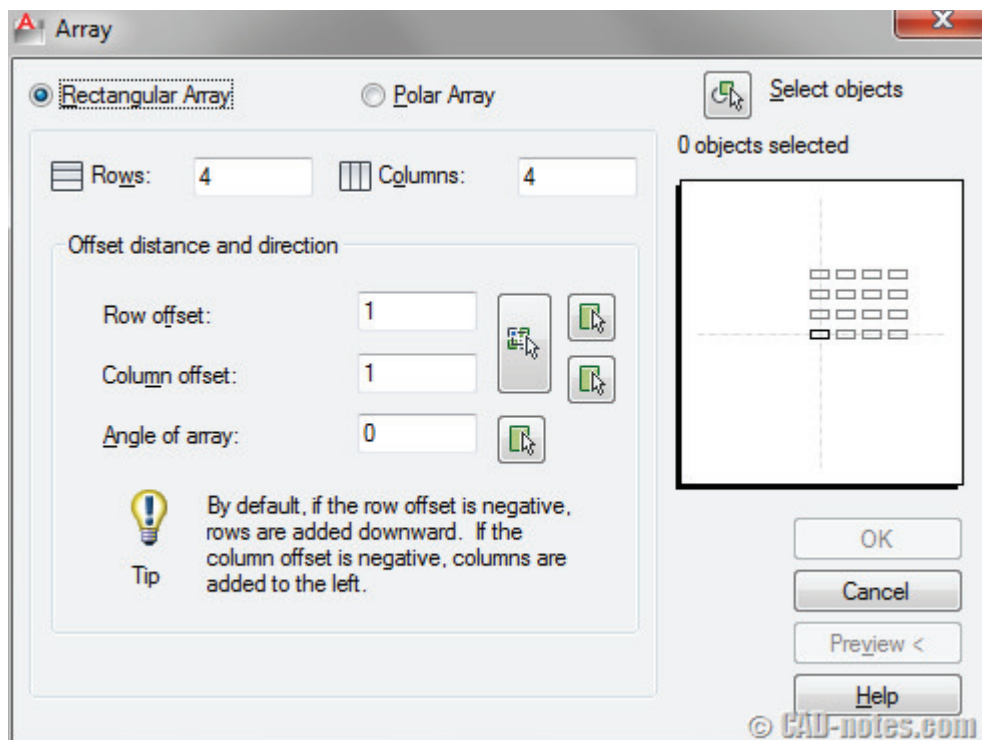 Array
Rectangular Array
Polar Array
Select objects
0 objects selected
Rows: 4
Columns: 4
Offset distance and direction
Row offset: 1
Column offset: 1
Angle of array: 0
Tip
By default, if the row offset is negative,
rows are added downward. If the
column offset is negative, columns are
added to the left.
OK
Cancel
Preview <
Help
© CAD-notes.com